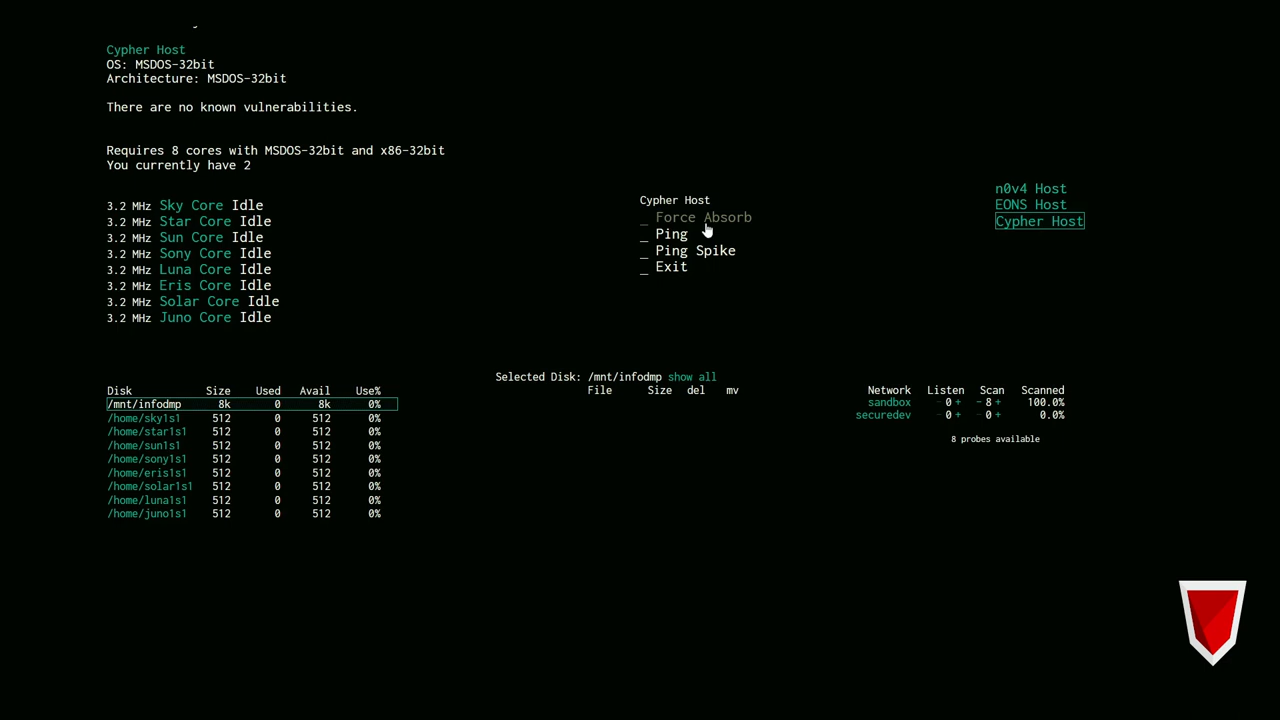 Cypher Host
OS: MSDOS-32bit
Architecture: MSDOS-32bit
There are no known vulnerabilities.
Requires 8 cores with MSDOS-32bit and x86-32bit
You currently have 2
3.2 MHz Sky Core Idle
3.2 MHz Star Core Idle
3.2 MHz Sun Core Idle
3.2 MHz Sony Core Idle
3.2 MHz Luna Core Idle
3.2 MHz Eris Core Idle
3.2 MHz Solar Core Idle
3.2 MHz Juno Core Idle
Cypher Host
_ Force Absorb
_ Ping
_ Ping Spike
_ Exit
n0v4 Host
EONS Host
Cypher Host
Disk Size Used Avail Use%
/mnt/infodmp 8k 0 8k 0%
/home/sky1s1 512 0 512 0%
/home/star1s1 512 0 512 0%
/home/sun1s1 512 0 512 0%
/home/sony1s1 512 0 512 0%
/home/eris1s1 512 0 512 0%
/home/solar1s1 512 0 512 0%
/home/luna1s1 512 0 512 0%
/home/juno1s1 512 0 512 0%
Selected Disk: /mnt/infodmp show all
File Size del mv
Network Listen Scan Scanned
sandbox -0+ -8+ 100.0%
securedev -0+ -0+ 0.0%
8 probes available